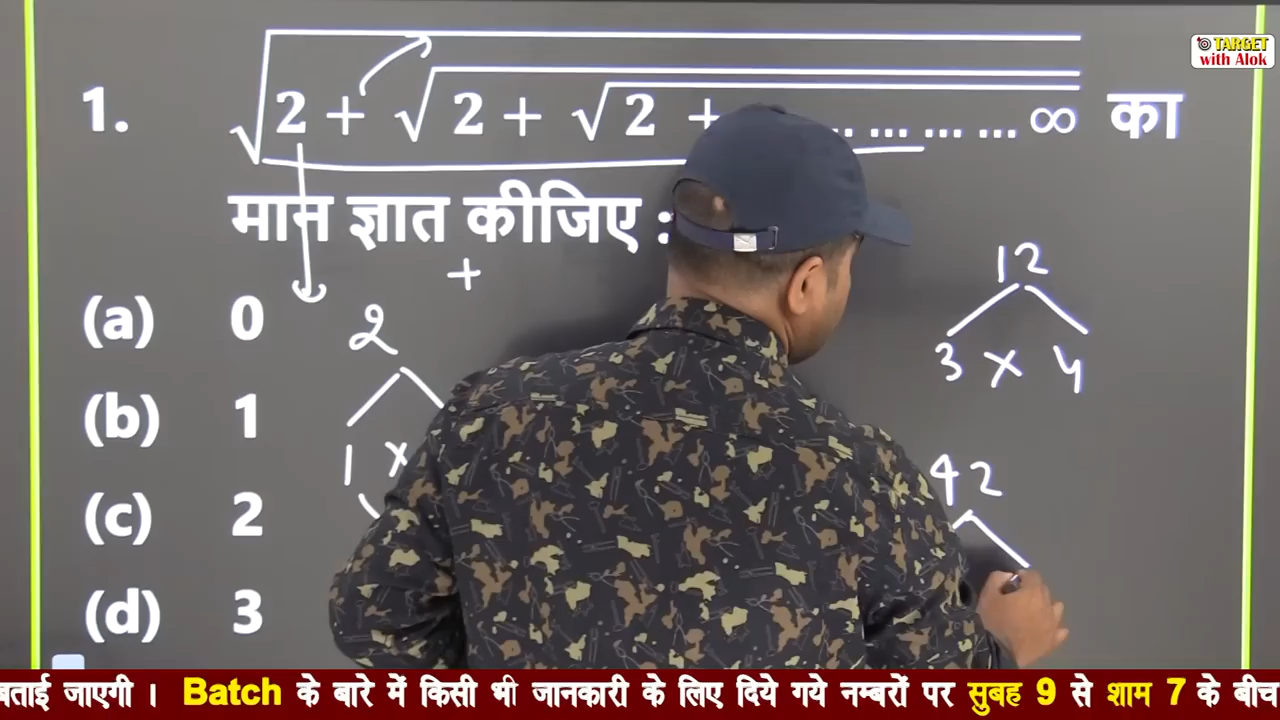 TARGET
with Alok
1. √2 + √2 + √2 + ... ... ... ... ∞ का
मान ज्ञात कीजिए :
+
12
(a) 0 2
3 × 4
(b) 1
1 ×
42
(c) 2
(d) 3
बताई जाएगी । Batch के बारे में किसी भी जानकारी के लिए दिये गये नम्बरों पर सुबह 9 से शाम 7 के बीच